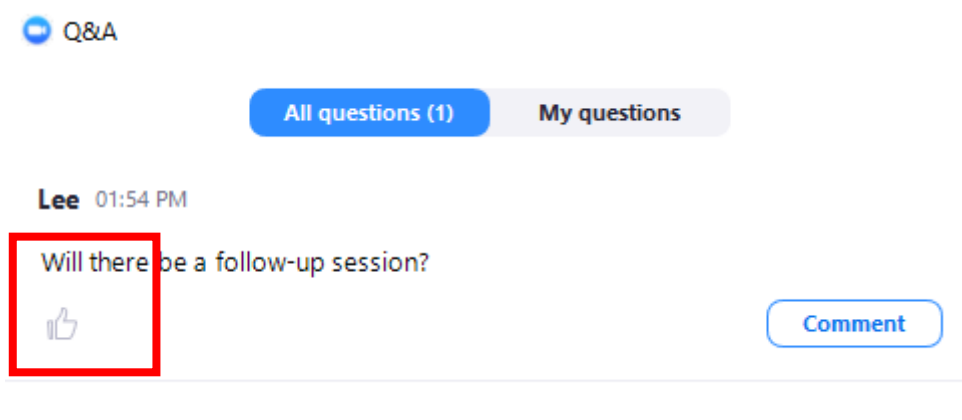 Q&A
All questions (1) My questions
Lee 01:54 PM
Will there be a follow-up session?
Comment